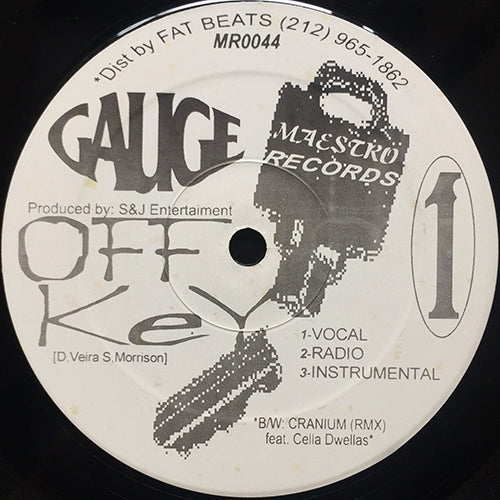 *Dist by FAT BEATS (212) 965-1862
MR0044
GAUGE
MAESTRO
RECORDS
Produced by: S&J Entertaiment
OFF
KeY
1
[D.Veira S.Morrison]
1-VOCAL
2-RADIO
3-INSTRUMENTAL
*B/W: CRANIUM (RMX)
feat. Cella Dwellas*